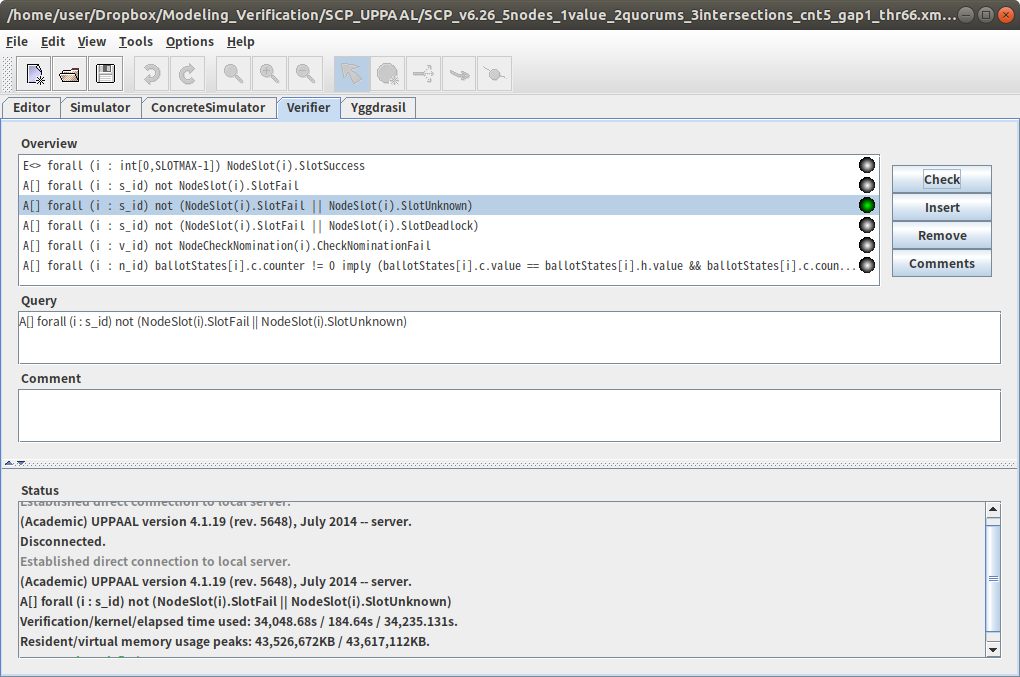 /home/user/Dropbox/Modeling_Verification/SCP_UPPAAL/SCP_v6.26_5nodes_1value_2quorums_3intersections_cnt5_gap1_thr66.xm...
File Edit View Tools Options Help
Editor Simulator ConcreteSimulator Verifier Yggdrasil
Overview
E<> forall (i : int[0,SLOTMAX-1]) NodeSlot(i).SlotSuccess
A[] forall (i : s_id) not NodeSlot(i).SlotFail
A[] forall (i : s_id) not (NodeSlot(i).SlotFail || NodeSlot(i).SlotUnknown)
A[] forall (i : s_id) not (NodeSlot(i).SlotFail || NodeSlot(i).SlotDeadlock)
A[] forall (i : v_id) not NodeCheckNomination(i).CheckNominationFail
A[] forall (i : n_id) ballotStates[i].c.counter != 0 imply (ballotStates[i].c.value == ballotStates[i].h.value && ballotStates[i].c.coun...
Check
Insert
Remove
Comments
Query
A[] forall (i : s_id) not (NodeSlot(i).SlotFail || NodeSlot(i).SlotUnknown)
Comment
Status
Established direct connection to local server.
(Academic) UPPAAL version 4.1.19 (rev. 5648), July 2014 -- server.
Disconnected.
Established direct connection to local server.
(Academic) UPPAAL version 4.1.19 (rev. 5648), July 2014 -- server.
A[] forall (i : s_id) not (NodeSlot(i).SlotFail || NodeSlot(i).SlotUnknown)
Verification/kernel/elapsed time used: 34,048.68s / 184.64s / 34,235.131s.
Resident/virtual memory usage peaks: 43,526,672KB / 43,617,112KB.